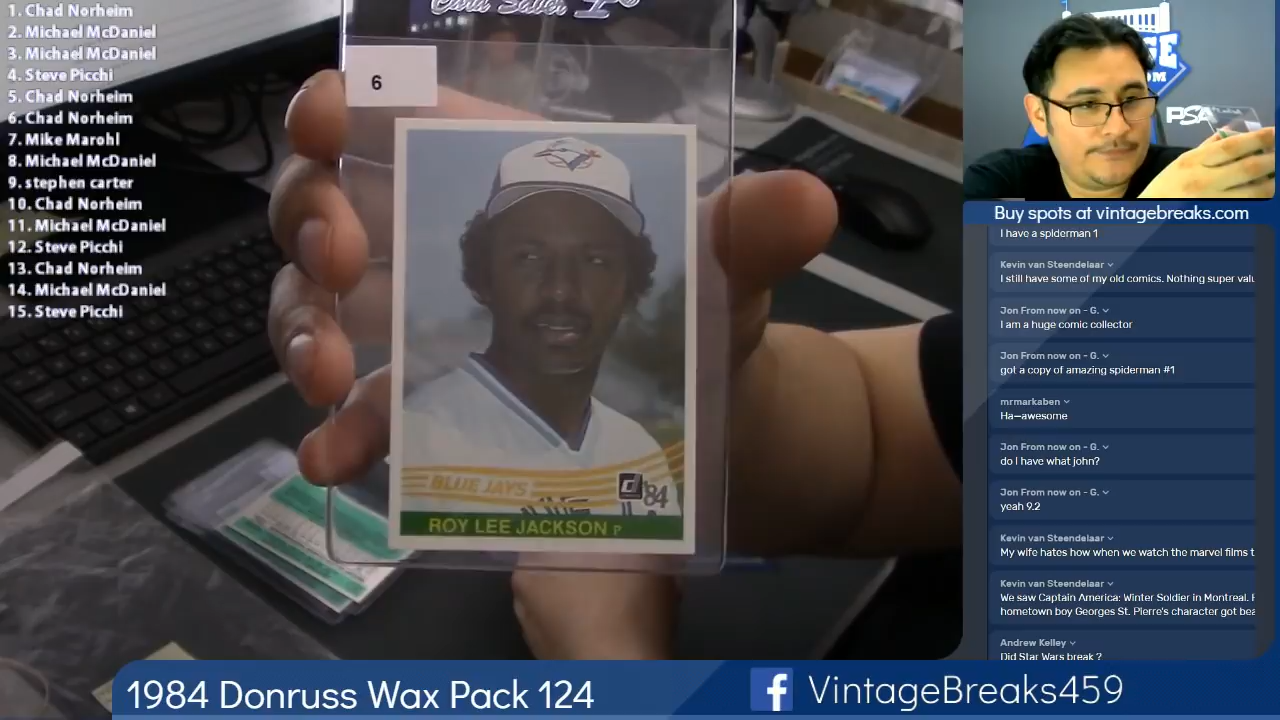 1. Chad Norheim
2. Michael McDaniel
3. Michael McDaniel
4. Steve Picchi
5. Chad Norheim
6. Chad Norheim
7. Mike Marohl
8. Michael McDaniel
9. stephen carter
10. Chad Norheim
11. Michael McDaniel
12. Steve Picchi
13. Chad Norheim
14. Michael McDaniel
15. Steve Picchi
Card Saver
6
BLUE JAYS
d '84
ROY LEE JACKSON P
PSA
Buy spots at vintagebreaks.com
I have a spiderman 1
Kevin van Steendelaar
I still have some of my old comics. Nothing super valu
Jon From now on - G.
I am a huge comic collector
Jon From now on - G.
got a copy of amazing spiderman #1
mrmarkaben
Ha—awesome
Jon From now on - G.
do I have what john?
Jon From now on - G.
yeah 9.2
Kevin van Steendelaar
My wife hates how when we watch the marvel films t
Kevin van Steendelaar
We saw Captain America: Winter Soldier in Montreal.
hometown boy Georges St. Pierre's character got bea
Andrew Kelley
Did Star Wars break ?
1984 Donruss Wax Pack 124
f VintageBreaks459